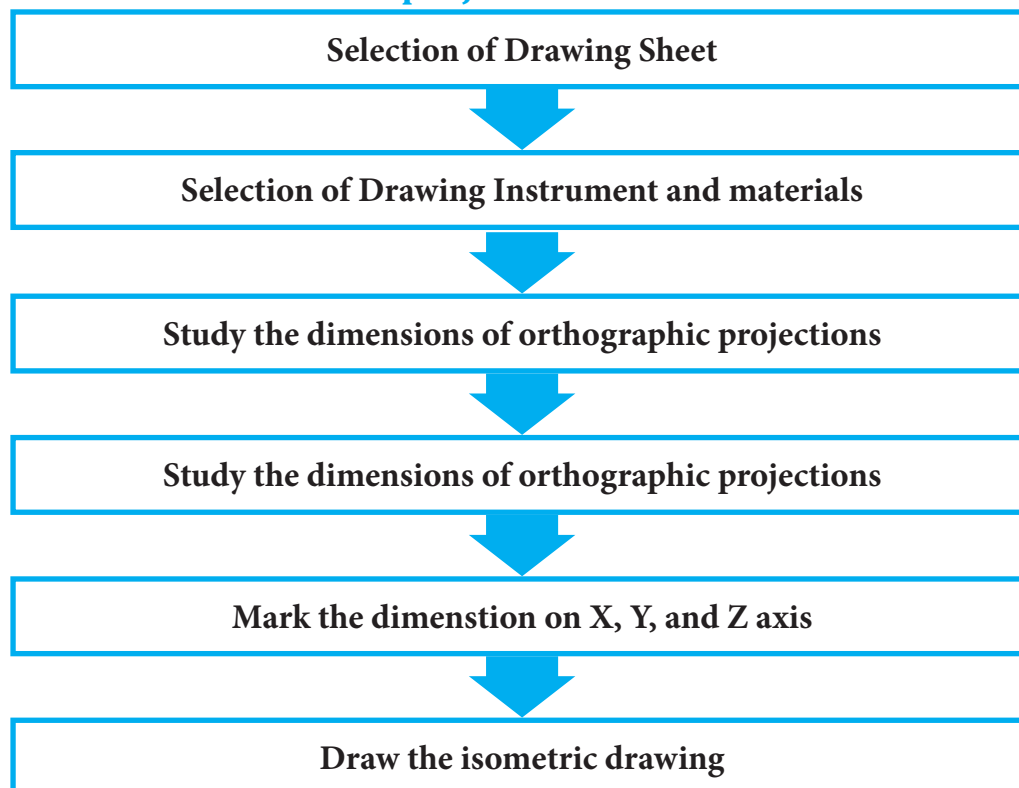 Selection of Drawing Sheet
Selection of Drawing Instrument and materials
Study the dimensions of orthographic projections
Study the dimensions of orthographic projections
Mark the dimenstion on X, Y, and Z axis
Draw the isometric drawing